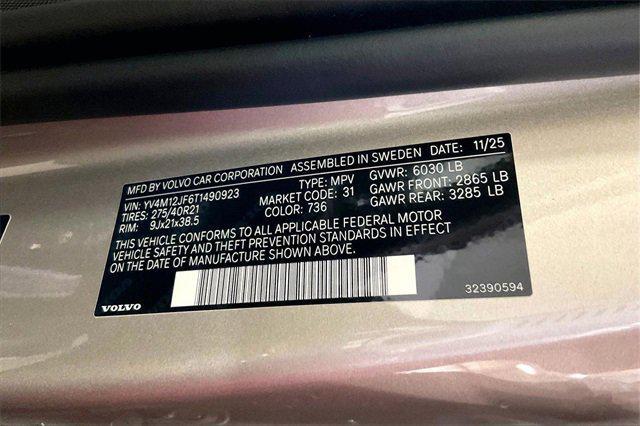 MFD BY VOLVO CAR CORPORATION ASSEMBLED IN SWEDEN DATE: 11/25
VIN: YV4M12JF6T1490923 TYPE: MPV GVWR: 6030 LB
TIRES: 275/40R21 MARKET CODE: 31 GAWR FRONT: 2865 LB
RIM: 9Jx21x38.5 COLOR: 736 GAWR REAR: 3285 LB
THIS VEHICLE CONFORMS TO ALL APPLICABLE FEDERAL MOTOR
VEHICLE SAFETY AND THEFT PREVENTION STANDARDS IN EFFECT
ON THE DATE OF MANUFACTURE SHOWN ABOVE.
VOLVO 32390594